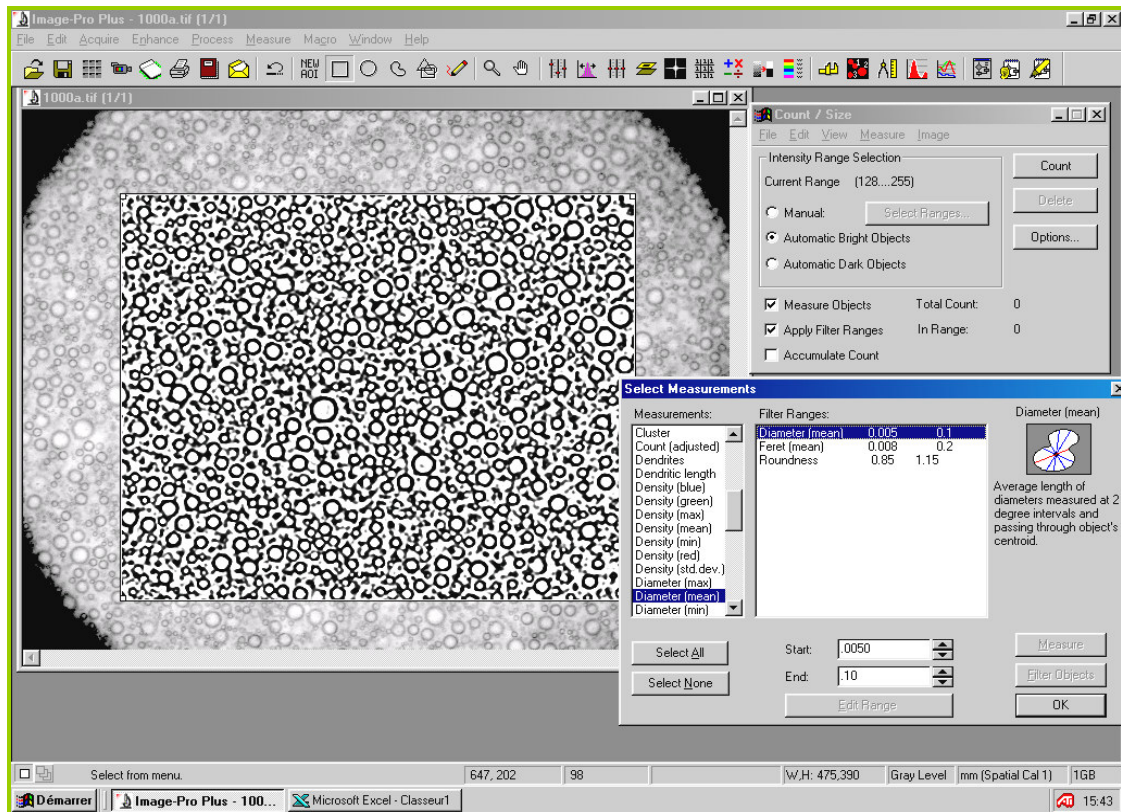 Image-Pro Plus - 1000a.tif (1/1)
File Edit Acquire Enhance Process Measure Magro Window Help
NEW
AOI
1000a.tif (1/1)
Count / Size
File Edit View Measure Image
Intensity Range Selection
Current Range (128....255)
Manual:
Select Ranges...
Automatic Bright Objects
Automatic Dark Objects
Count
Delete
Options...
Measure Objects
Total Count: 0
Apply Filter Ranges
In Range: 0
Accumulate Count
Select Measurements
Measurements:
Cluster
Count (adjusted)
Dendrites
Dendritic length
Density (blue)
Density (green)
Density (max)
Density (mean)
Density (min)
Density (red)
Density (std.dev.)
Diameter (max)
Diameter (mean)
Diameter (min)
Filter Ranges:
Diameter (mean) 0.005 0.1
Feret (mean) 0.008 0.2
Roundness 0.85 1.15
Diameter (mean)
Average length of
diameters measured at 2
degree intervals and
passing through object's
centroid.
Select All
Select None
Start: .0050
End: .10
Edit Range
Measure
Filter Objects
OK
Select from menu.
647, 202
98
W,H: 475,390
Gray Level
mm (Spatial Cal 1)
1GB
Démarrer
Image-Pro Plus - 100...
Microsoft Excel - Classeur1
ATI
15:43